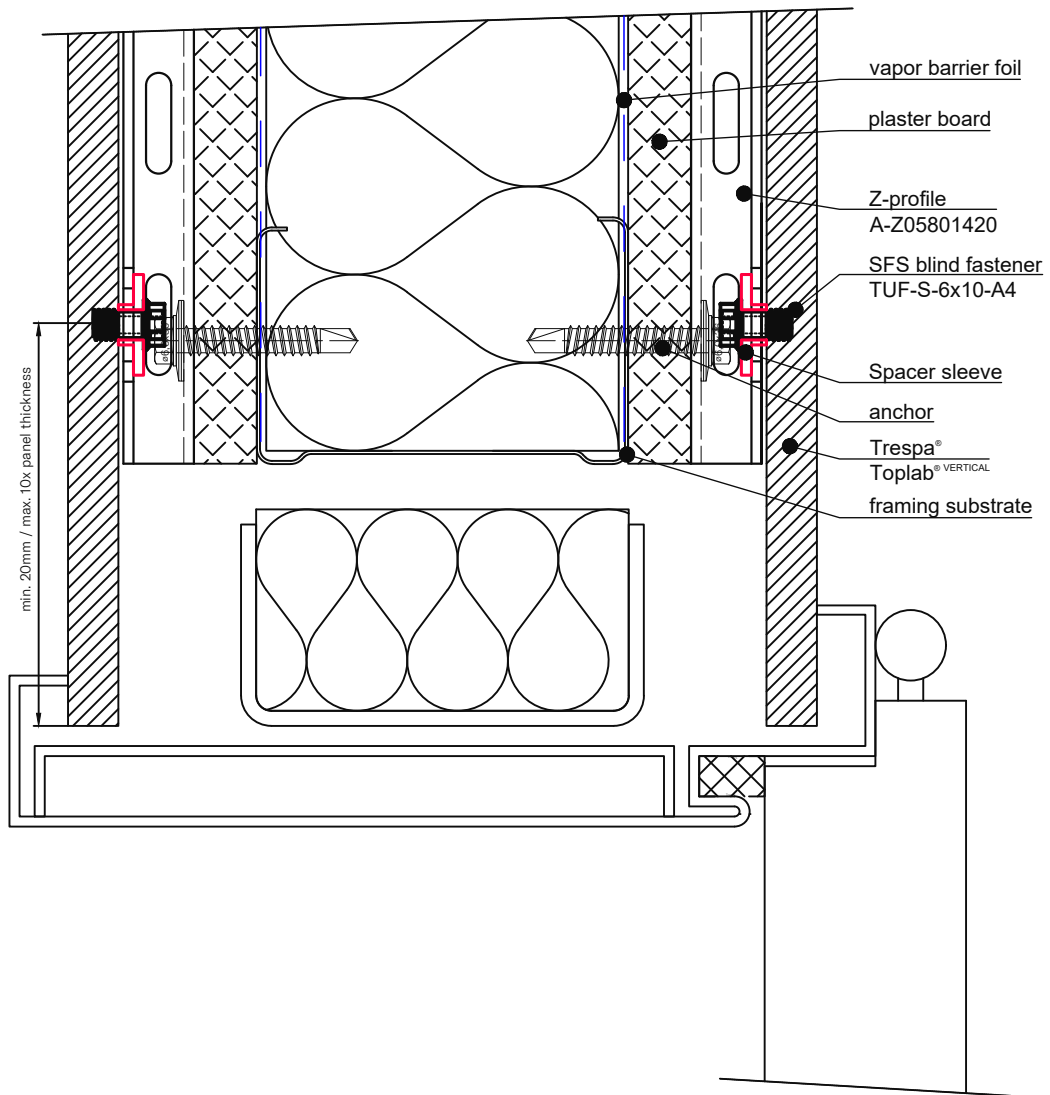 vapor barrier foil
plaster board
Z-profile
A-Z05801420
SFS blind fastener
TUF-S-6x10-A4
Spacer sleeve
anchor
Trespa®
Toplab® VERTICAL
framing substrate
min. 20mm / max. 10x panel thickness